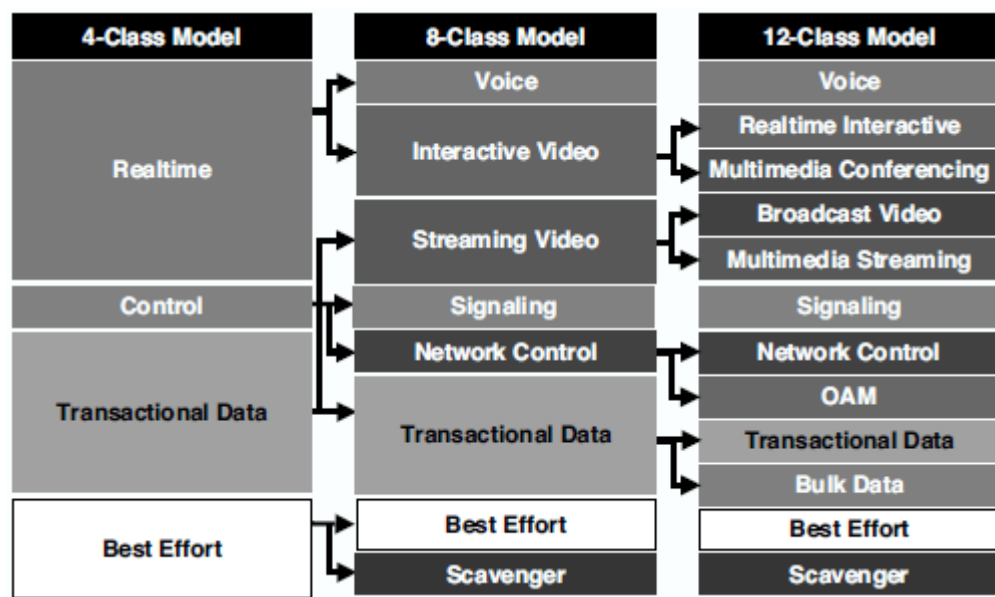 4-Class Model
8-Class Model
12-Class Model
Realtime
Control
Transactional Data
Best Effort
Voice
Interactive Video
Streaming Video
Signaling
Network Control
Transactional Data
Best Effort
Scavenger
Voice
Realtime Interactive
Multimedia Conferencing
Broadcast Video
Multimedia Streaming
Signaling
Network Control
OAM
Transactional Data
Bulk Data
Best Effort
Scavenger